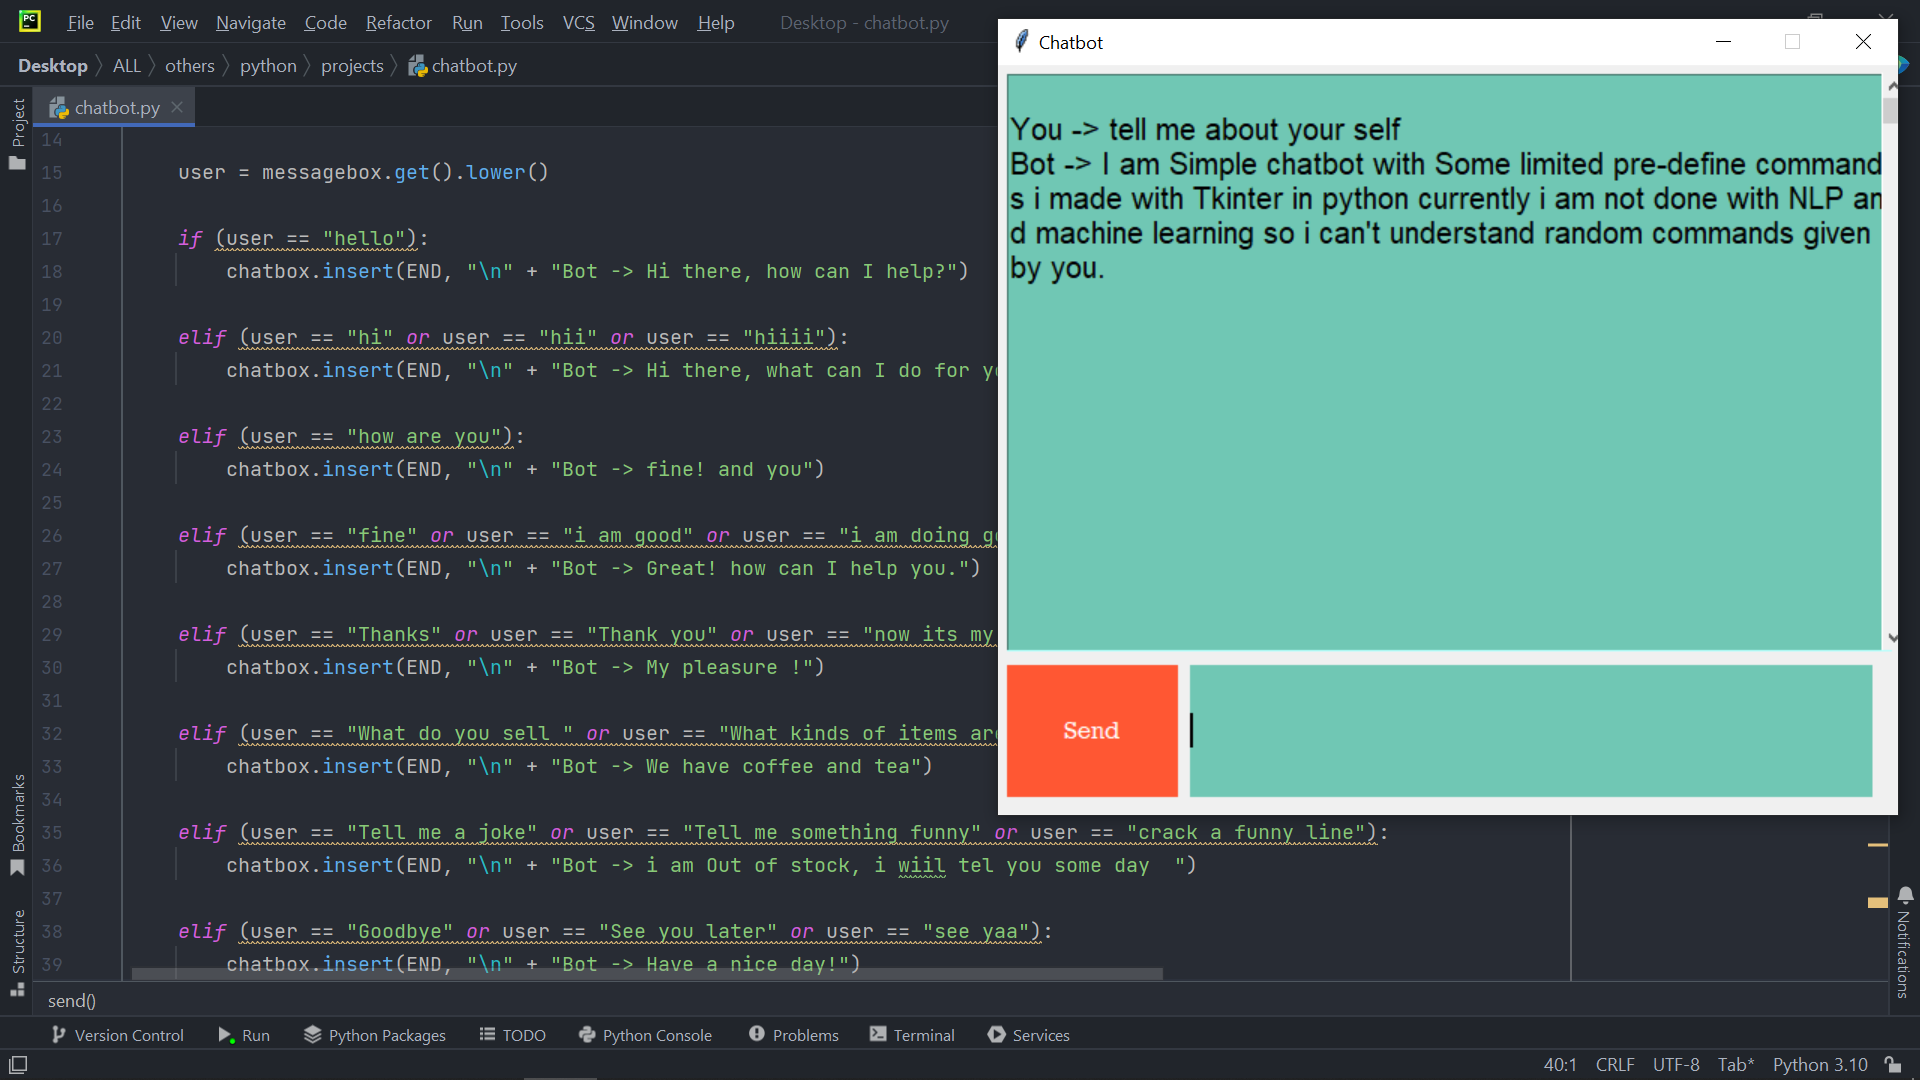 PC
File Edit View Navigate Code Refactor Run Tools VCS Window Help Desktop - chatbot.py
Desktop ALL others python projects chatbot.py
chatbot.py
Project
Bookmarks
Structure
14
15 user = messagebox.get().lower()
16
17 if (user == "hello"):
18 chatbox.insert(END, "\n" + "Bot -> Hi there, how can I help?")
19
20 elif (user == "hi" or user == "hii" or user == "hiiii"):
21 chatbox.insert(END, "\n" + "Bot -> Hi there, what can I do for yo
22
23 elif (user == "how are you"):
24 chatbox.insert(END, "\n" + "Bot -> fine! and you")
25
26 elif (user == "fine" or user == "i am good" or user == "i am doing go
27 chatbox.insert(END, "\n" + "Bot -> Great! how can I help you.")
28
29 elif (user == "Thanks" or user == "Thank you" or user == "now its my
30 chatbox.insert(END, "\n" + "Bot -> My pleasure !")
31
32 elif (user == "What do you sell " or user == "What kinds of items are
33 chatbox.insert(END, "\n" + "Bot -> We have coffee and tea")
34
35 elif (user == "Tell me a joke" or user == "Tell me something funny" or user == "crack a funny line"):
36 chatbox.insert(END, "\n" + "Bot -> i am Out of stock, i wiil tel you some day  ")
37
38 elif (user == "Goodbye" or user == "See you later" or user == "see yaa"):
39 chatbox.insert(END, "\n" + "Bot -> Have a nice day!")
Chatbot
You -> tell me about your self
Bot -> I am Simple chatbot with Some limited pre-define command
s i made with Tkinter in python currently i am not done with NLP an
d machine learning so i can't understand random commands given
by you.
Send
Notifications
send()
Version Control Run Python Packages TODO Python Console Problems Terminal Services
40:1 CRLF UTF-8 Tab* Python 3.10